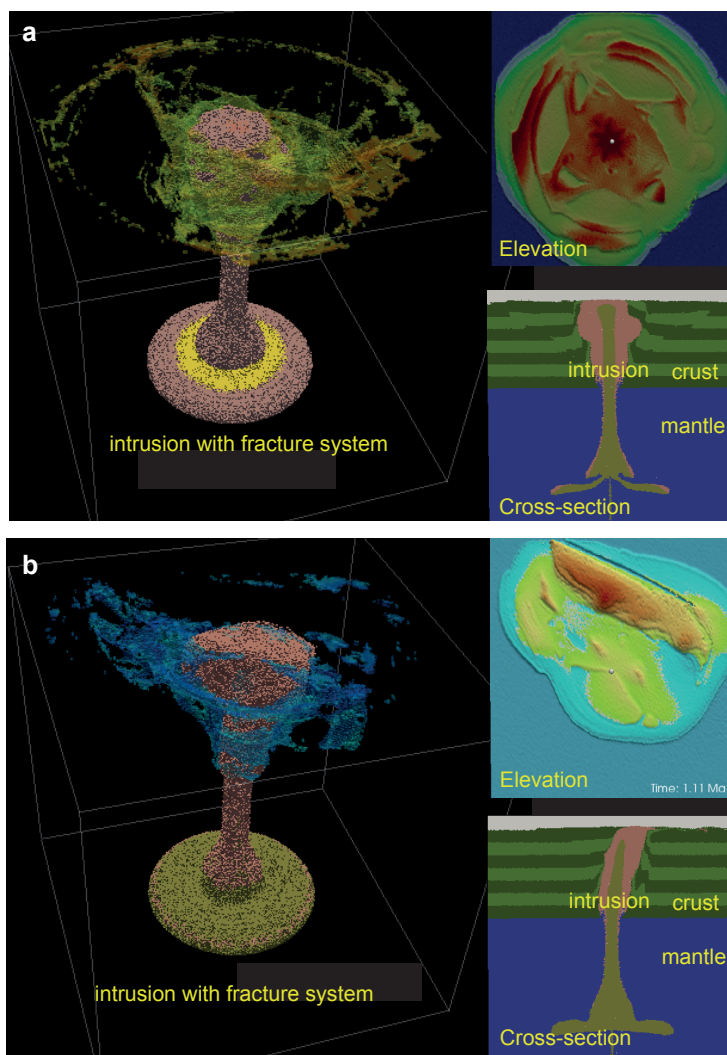 a
Elevation
intrusion
crust
mantle
intrusion with fracture system
Cross-section
b
Elevation
Time: 1.11 Ma
intrusion
crust
mantle
intrusion with fracture system
Cross-section